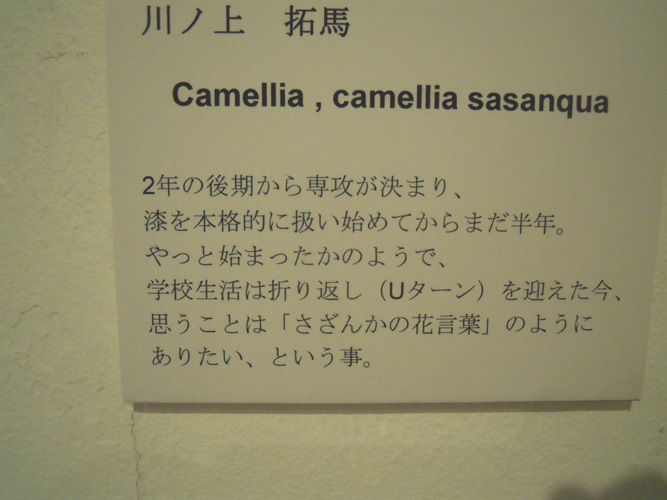 川ノ上　拓馬
Camellia , camellia sasanqua
2年の後期から専攻が決まり、
漆を本格的に扱い始めてからまだ半年。
やっと始まったかのようで、
学校生活は折り返し（Uターン）を迎えた今、
思うことは「さざんかの花言葉」のように
ありたい、という事。